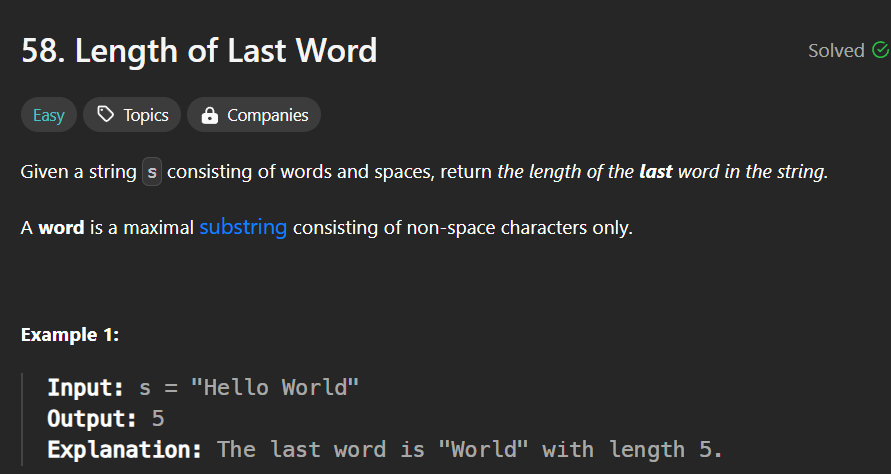 58. Length of Last Word
Solved
Easy Topics Companies
Given a string s consisting of words and spaces, return the length of the last word in the string.
A word is a maximal substring consisting of non-space characters only.
Example 1:
Input: s = "Hello World"
Output: 5
Explanation: The last word is "World" with length 5.